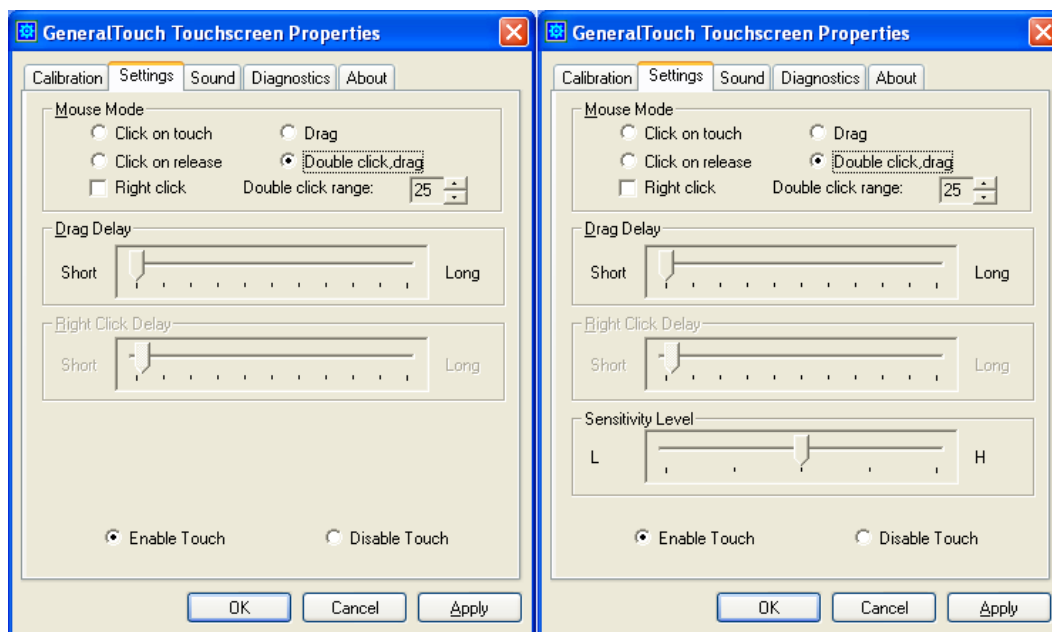 GeneralTouch Touchscreen Properties
Calibration Settings Sound Diagnostics About
Mouse Mode
Click on touch Drag
Click on release Double click,drag
Right click Double click range: 25
Drag Delay
Short Long
Right Click Delay
Short Long
Enable Touch Disable Touch
OK Cancel Apply
GeneralTouch Touchscreen Properties
Calibration Settings Sound Diagnostics About
Mouse Mode
Click on touch Drag
Click on release Double click,drag
Right click Double click range: 25
Drag Delay
Short Long
Right Click Delay
Short Long
Sensitivity Level
L H
Enable Touch Disable Touch
OK Cancel Apply